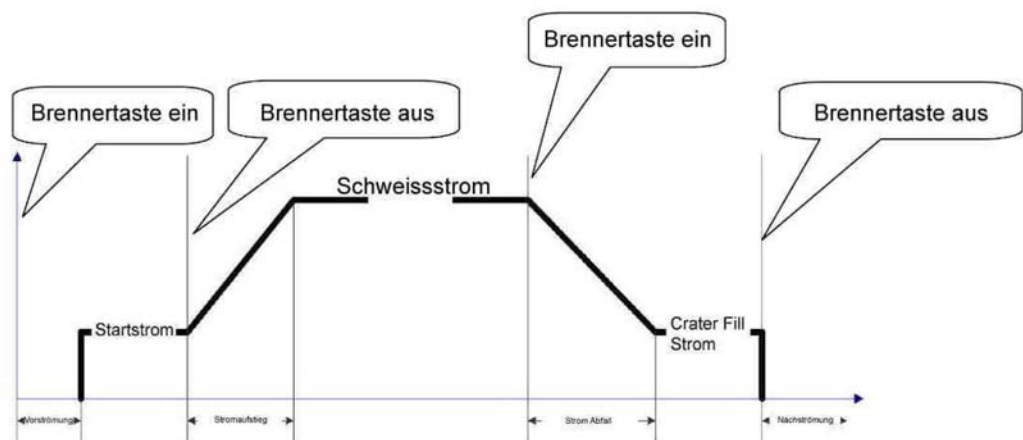 Brennertaste ein
Brennertaste aus
Brennertaste ein
Brennertaste aus
Schweissstrom
Startstrom
Crater Fill
Strom
Vorströmung
Stromaufstieg
Strom Abfall
Nachströmung